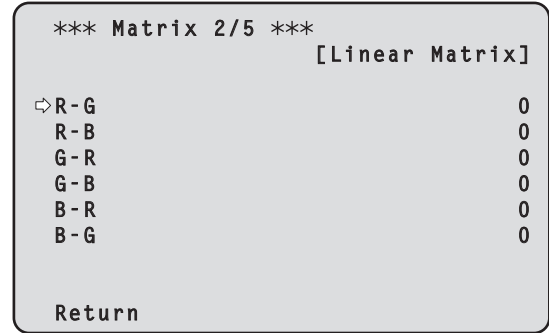 *** Matrix 2/5 ***
[Linear Matrix]
⇨R-G 0
R-B 0
G-R 0
G-B 0
B-R 0
B-G 0
Return